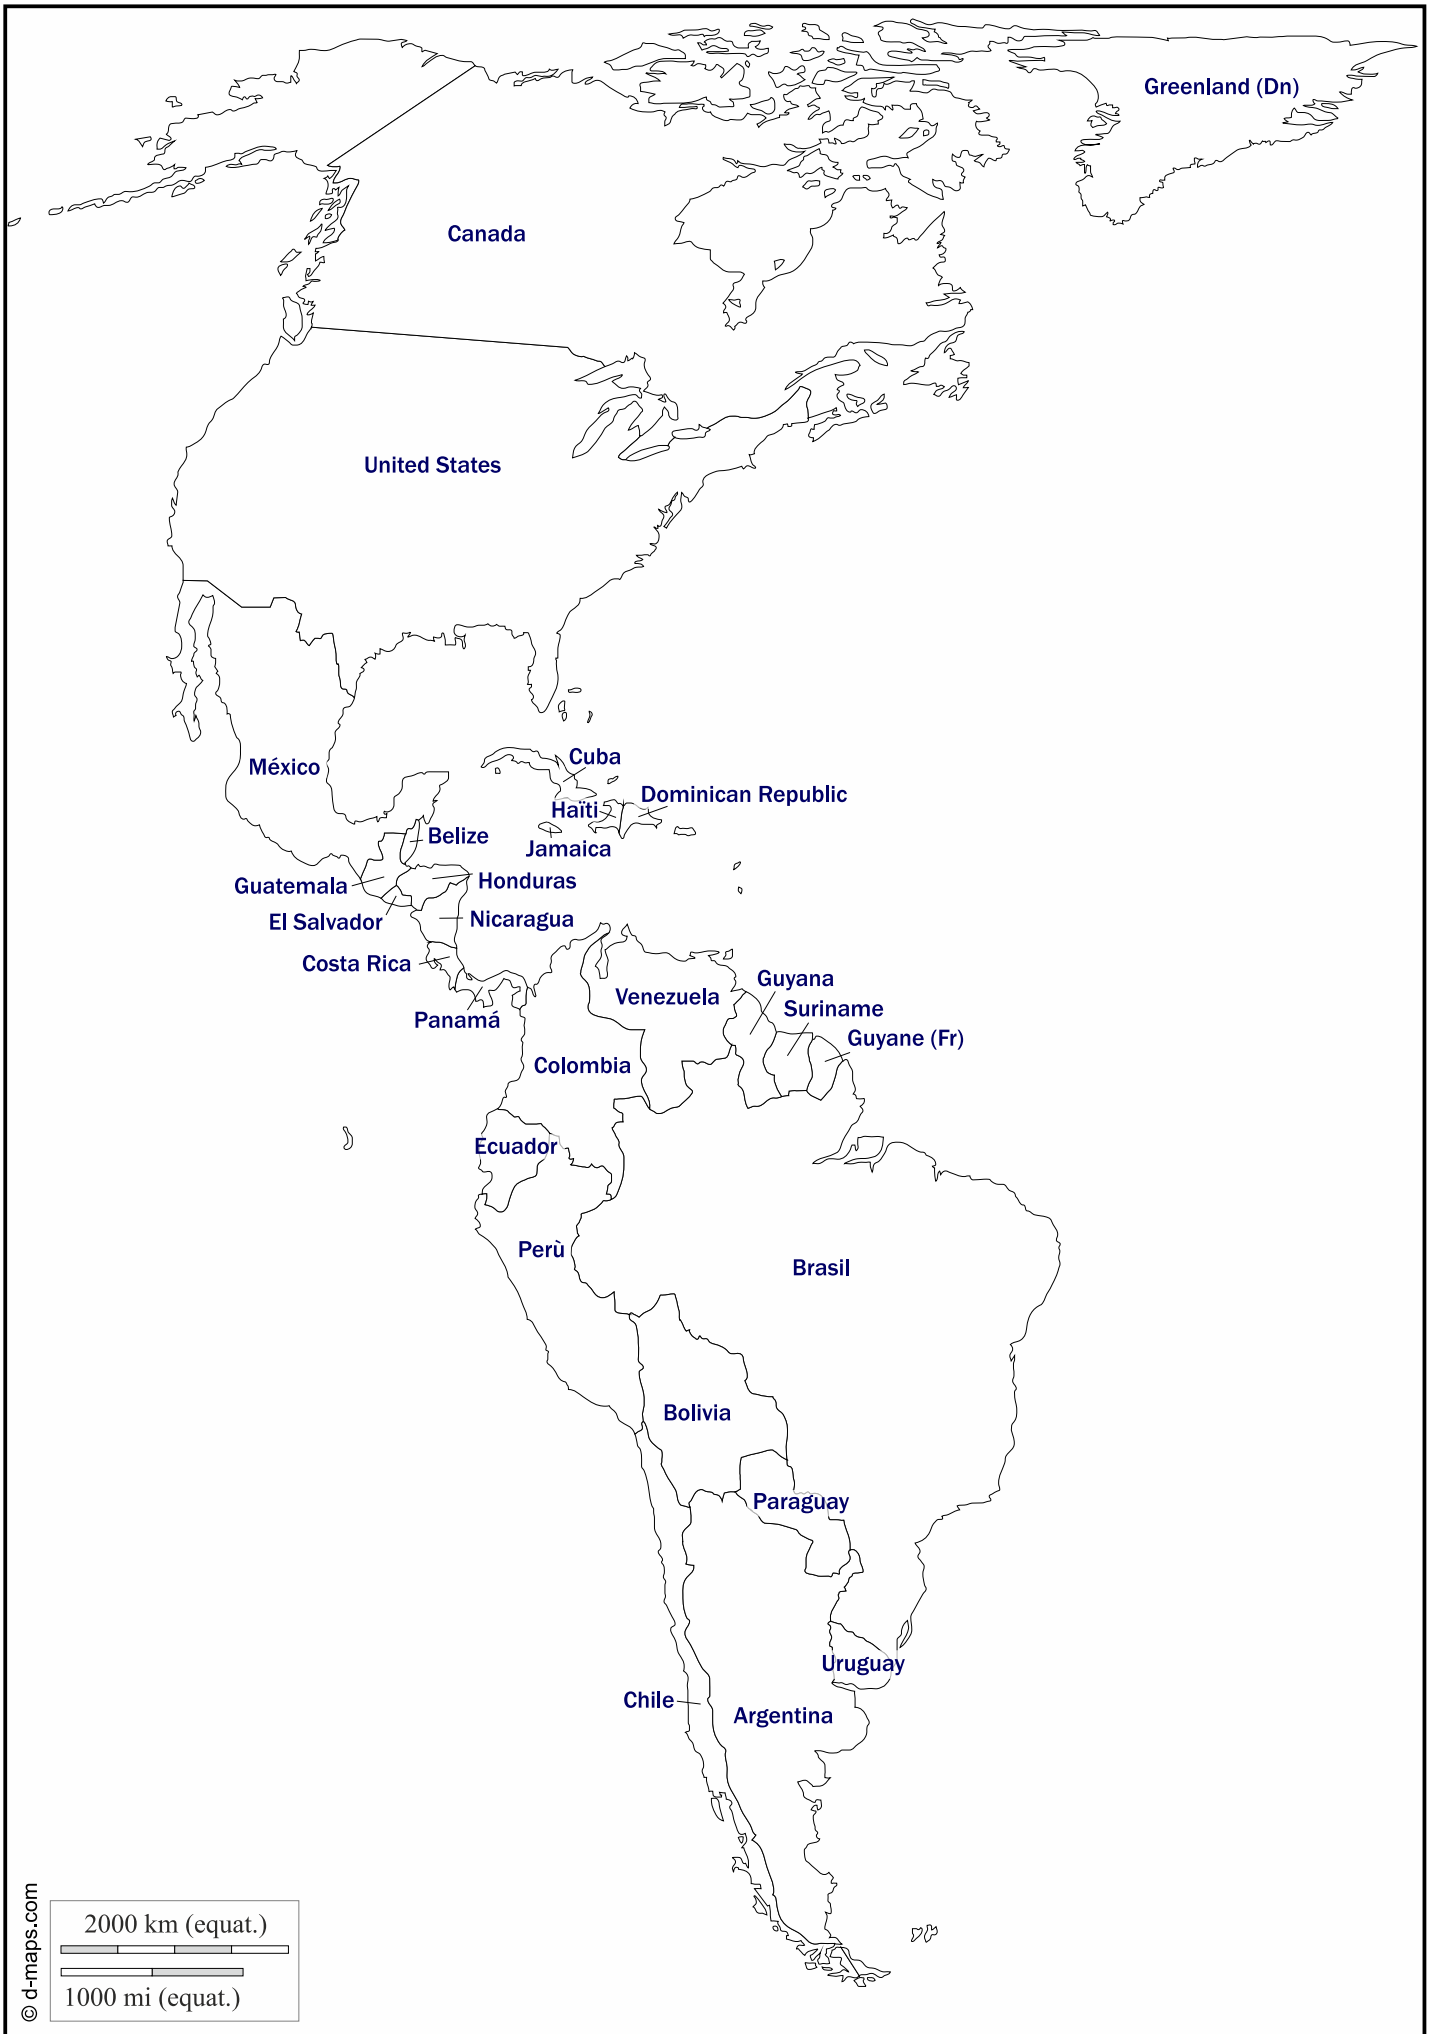 Greenland (Dn)
Canada
United States
México
Cuba
Dominican Republic
Haïti
Jamaica
Belize
Guatemala
Honduras
El Salvador
Nicaragua
Costa Rica
Panamá
Venezuela
Guyana
Suriname
Guyane (Fr)
Colombia
Ecuador
Perù
Brasil
Bolivia
Paraguay
Uruguay
Chile
Argentina
© d-maps.com
2000 km (equat.)
1000 mi (equat.)